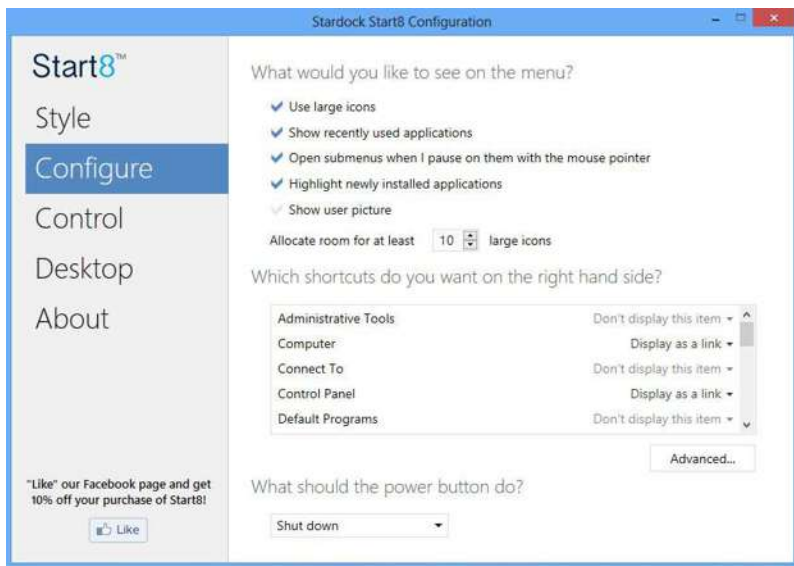 Stardock Start8 Configuration
Start8™
Style
Configure
Control
Desktop
About
"Like" our Facebook page and get
10% off your purchase of Start8!
Like
What would you like to see on the menu?
Use large icons
Show recently used applications
Open submenus when I pause on them with the mouse pointer
Highlight newly installed applications
Show user picture
Allocate room for at least 10 large icons
Which shortcuts do you want on the right hand side?
Administrative Tools Don't display this item
Computer Display as a link
Connect To Don't display this item
Control Panel Display as a link
Default Programs Don't display this item
Advanced...
What should the power button do?
Shut down